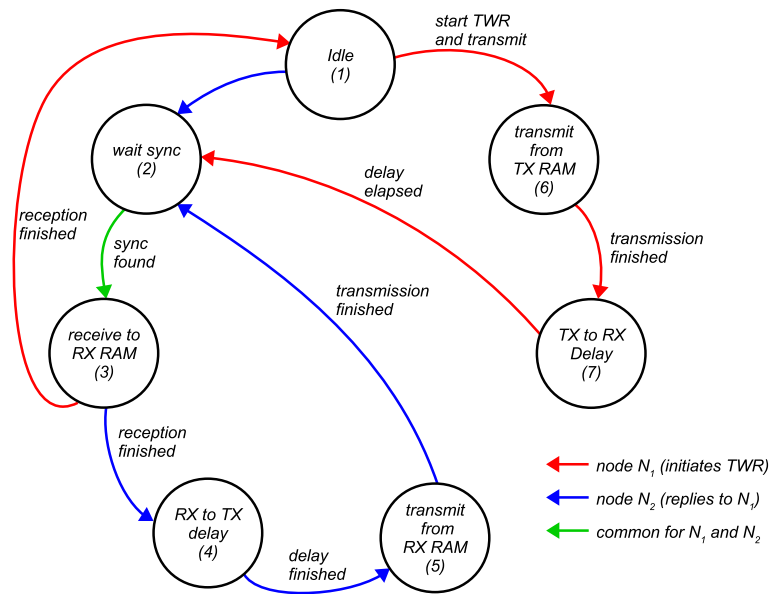 start TWR
and transmit
Idle
(1)
wait sync
(2)
transmit
from
TX RAM
(6)
delay
elapsed
reception
finished
sync
found
transmission
finished
transmission
finished
receive to
RX RAM
(3)
TX to RX
Delay
(7)
reception
finished
node N1 (initiates TWR)
node N2 (replies to N1)
common for N1 and N2
RX to TX
delay
(4)
transmit
from
RX RAM
(5)
delay
finished